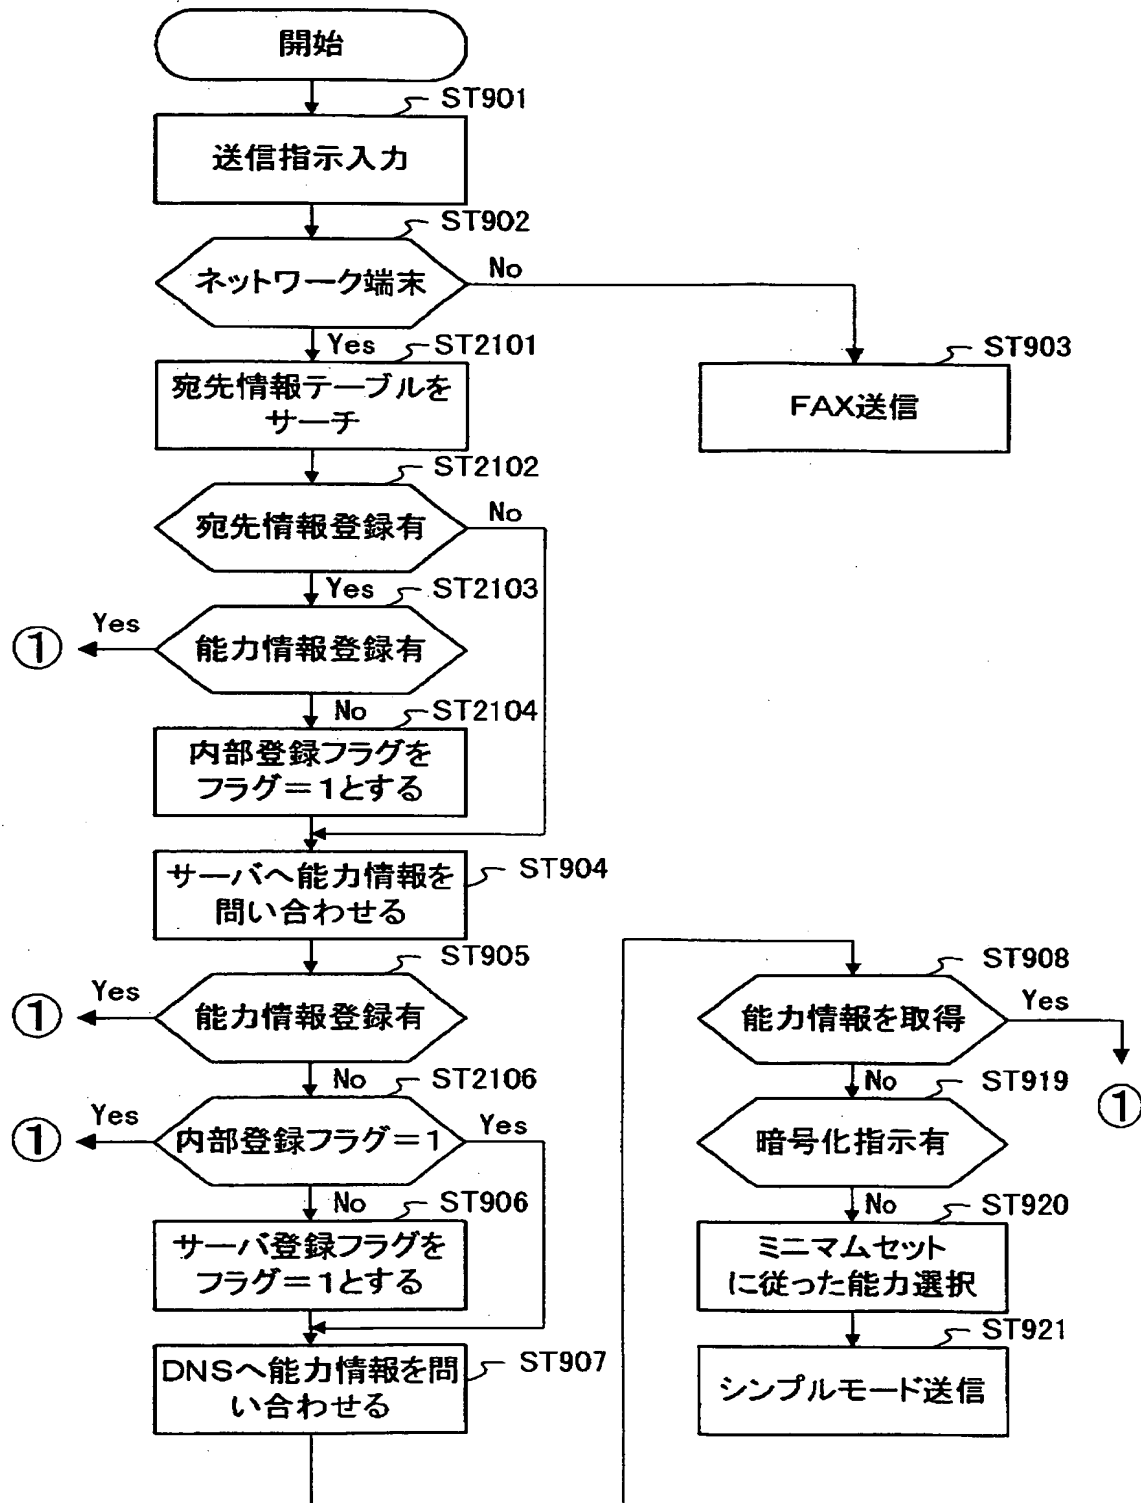 開始
ST901
送信指示入力
ST902
ネットワーク端末
No
Yes
ST2101
ST903
宛先情報テーブルを
サーチ
FAX送信
ST2102
宛先情報登録有
No
Yes
ST2103
Yes
①
能力情報登録有
No
ST2104
内部登録フラグを
フラグ＝1とする
サーバへ能力情報を
問い合わせる
ST904
ST905
Yes
①
能力情報登録有
No
ST2106
Yes
①
内部登録フラグ＝1
Yes
No
ST906
サーバ登録フラグを
フラグ＝1とする
DNSへ能力情報を問
い合わせる
ST907
ST908
能力情報を取得
Yes
①
No
ST919
暗号化指示有
No
ST920
ミニマムセット
に従った能力選択
ST921
シンプルモード送信